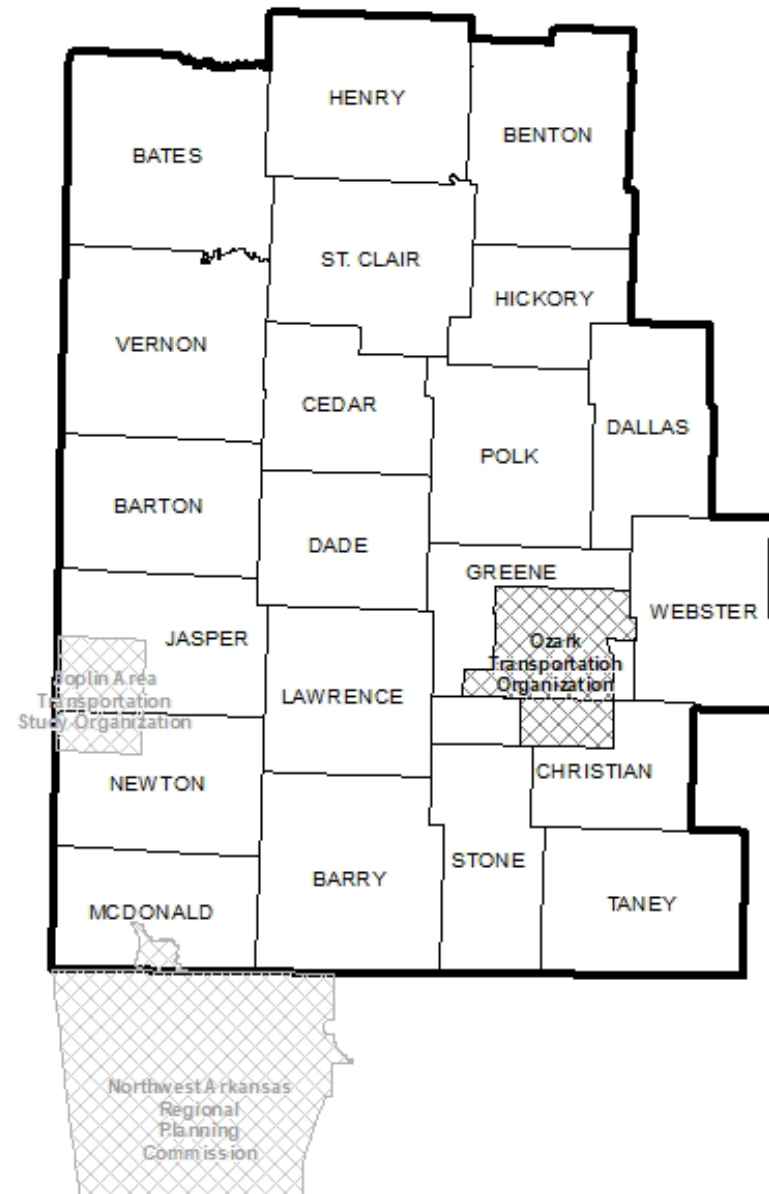 HENRY
BENTON
BATES
ST. CLAIR
HICKORY
VERNON
CEDAR
DALLAS
POLK
BARTON
DADE
GREENE
WEBSTER
JASPER
Ozark
Transportation
Organization
Joplin Area
Transportation
Study Organization
LAWRENCE
CHRISTIAN
NEWTON
STONE
BARRY
TANEY
MCDONALD
Northwest Arkansas
Regional
Planning
Commission